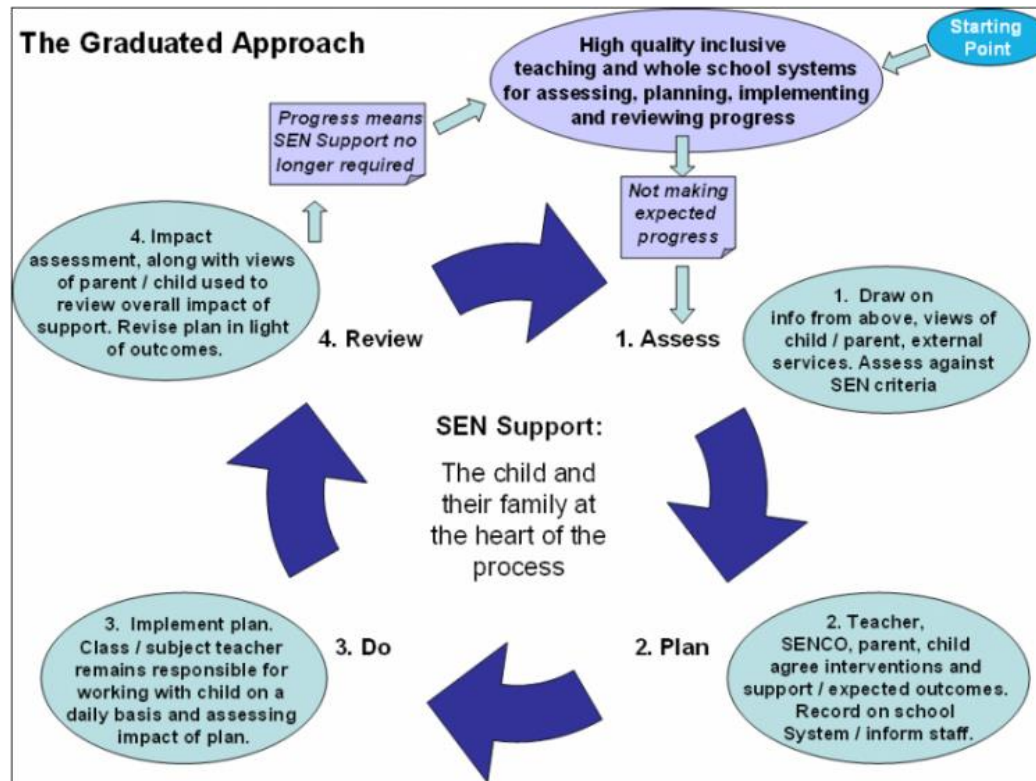 The Graduated Approach
Starting
Point
High quality inclusive
teaching and whole school systems
for assessing, planning, implementing
and reviewing progress
Progress means
SEN Support no
longer required
Not making
expected
progress
4. Impact
assessment, along with views
of parent / child used to
review overall impact of
support. Revise plan in light
of outcomes.
4. Review
1. Assess
1. Draw on
info from above, views of
child / parent, external
services. Assess against
SEN criteria
SEN Support:
The child and
their family at
the heart of the
process
3. Implement plan.
Class / subject teacher
remains responsible for
working with child on a
daily basis and assessing
impact of plan.
3. Do
2. Plan
2. Teacher,
SENCO, parent, child
agree interventions and
support / expected outcomes.
Record on school
System / inform staff.